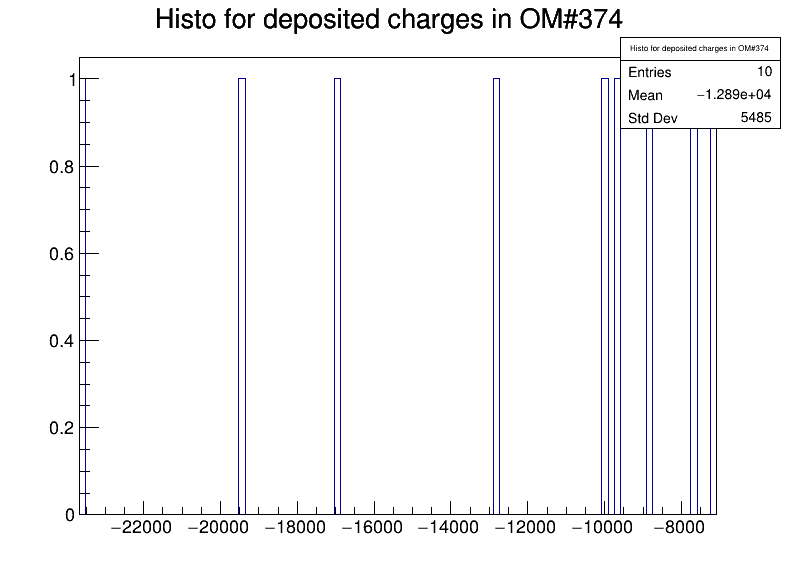 Histo for deposited charges in OM#374
Histo for deposited charges in OM#374
Entries 10
Mean −1.289e+04
Std Dev 5485
1
0.8
0.6
0.4
0.2
0
−22000 −20000 −18000 −16000 −14000 −12000 −10000 −8000